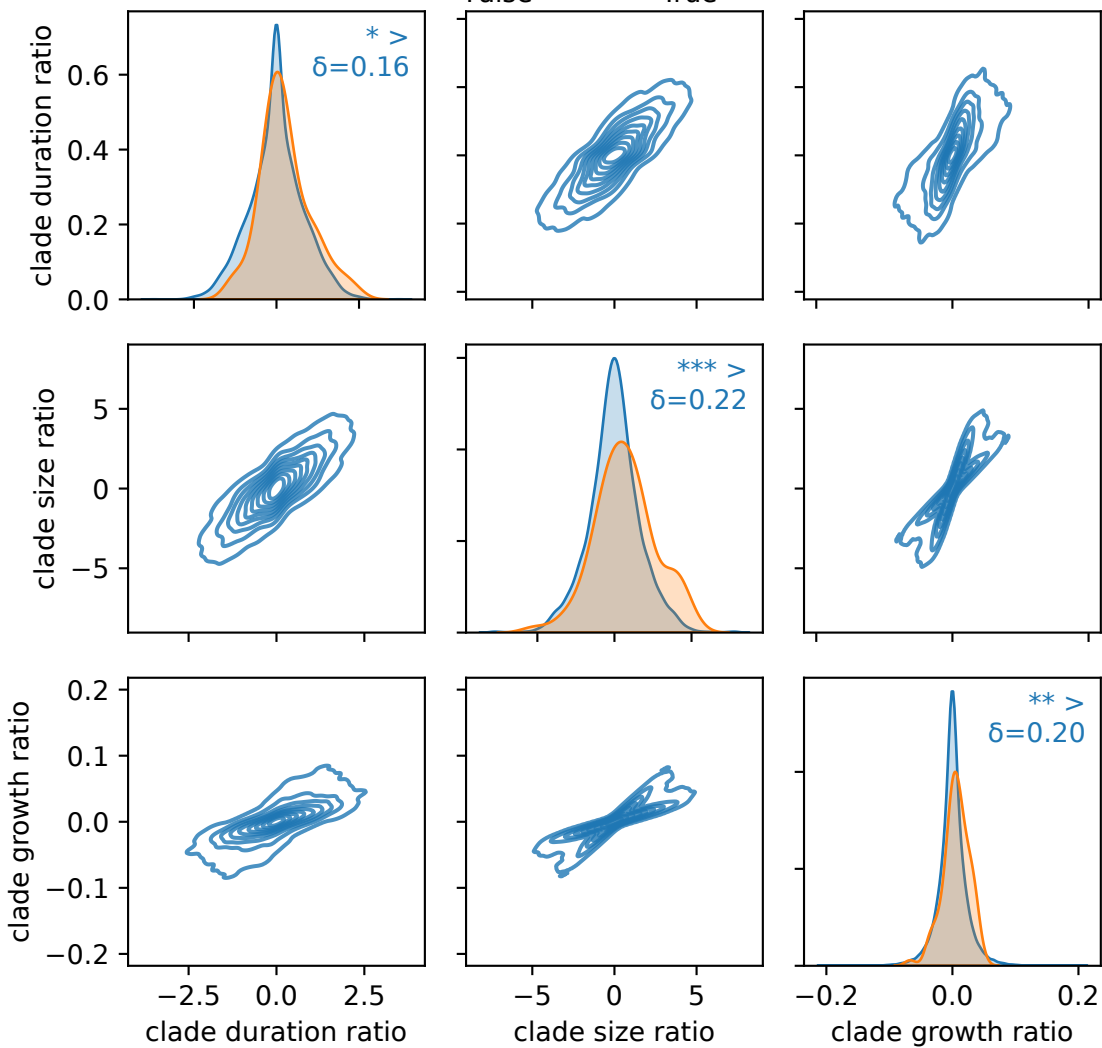 False True
* >
δ=0.16
clade duration ratio
0.6
0.4
0.2
0.0
*** >
δ=0.22
clade size ratio
5
0
−5
** >
δ=0.20
clade growth ratio
0.2
0.1
0.0
−0.1
−0.2
−2.5 0.0 2.5
−5 0 5
−0.2 0.0 0.2
clade duration ratio
clade size ratio
clade growth ratio